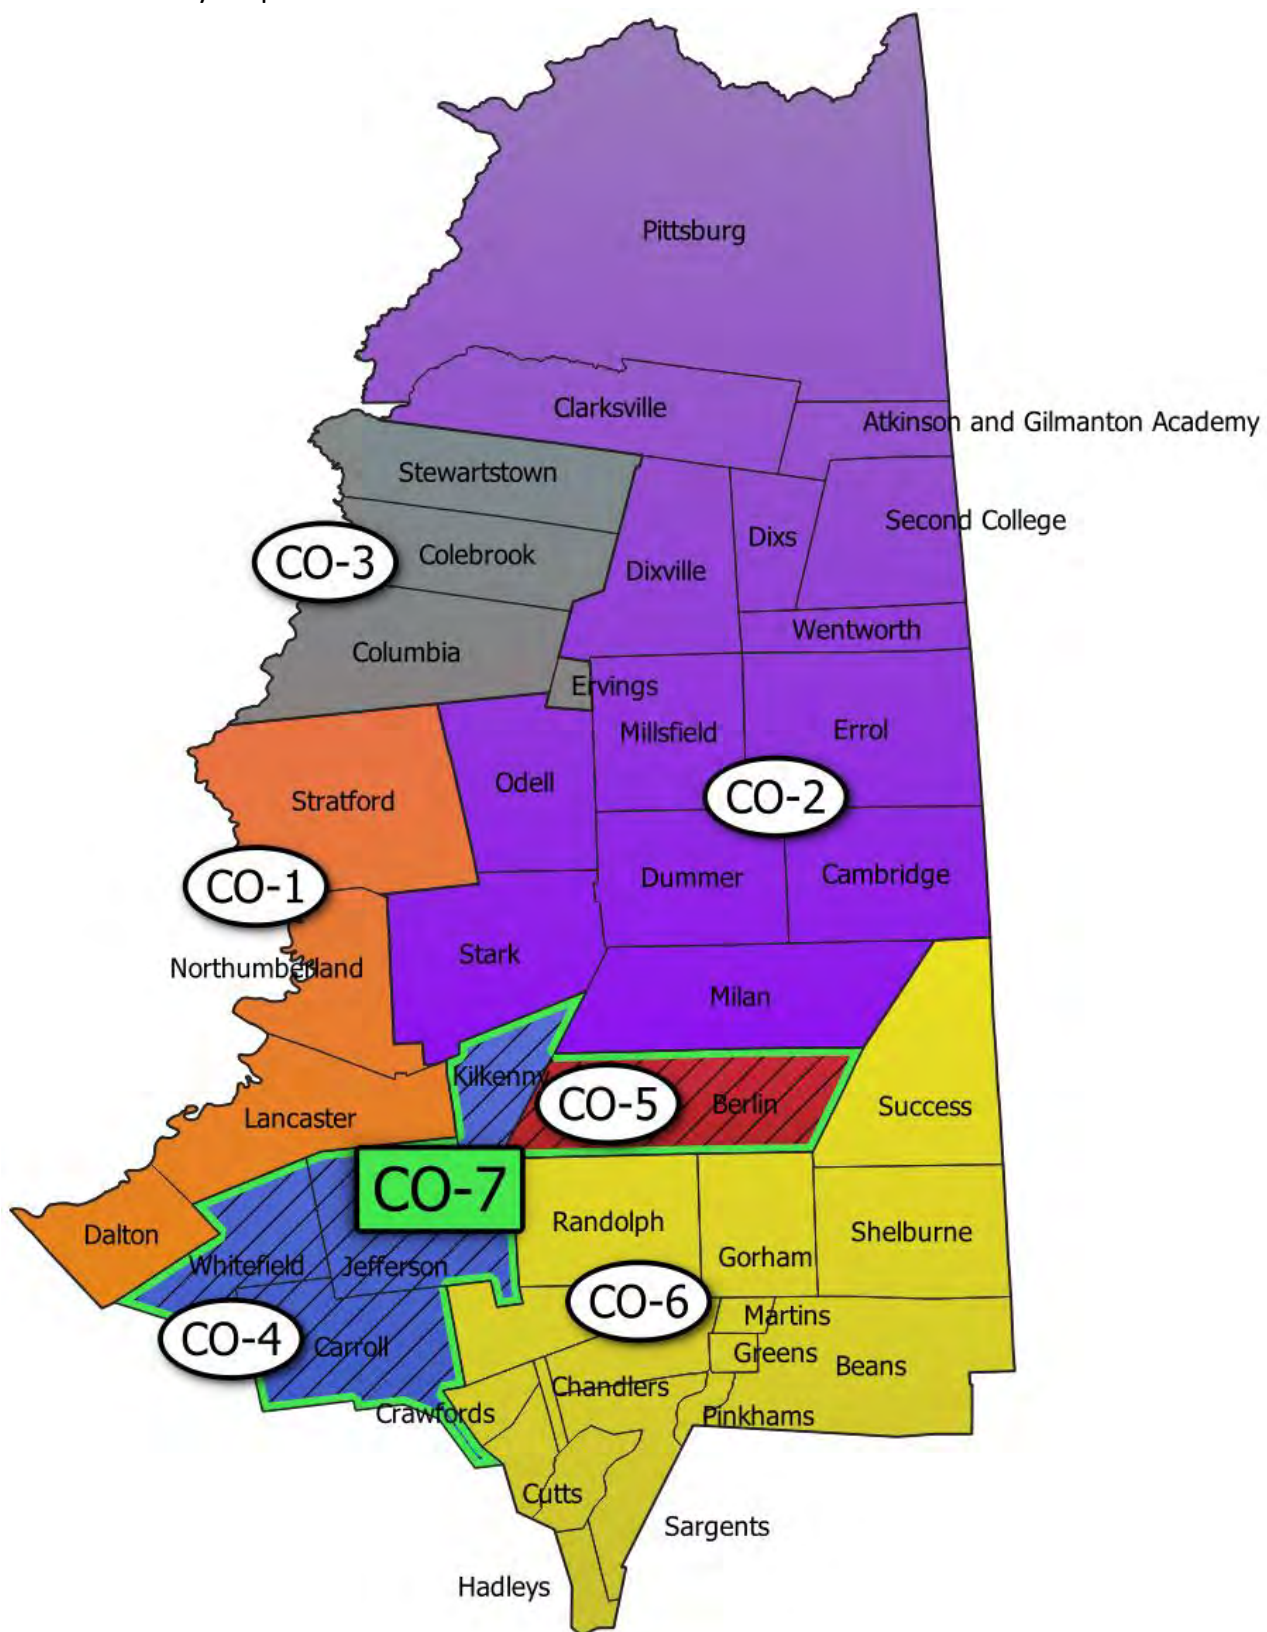 Pittsburg
Clarksville
Atkinson and Gilmanton Academy
Stewartstown
Second College
Dixs
CO-3
Colebrook
Dixville
Wentworth
Columbia
Ervings
Millsfield
Errol
Odell
CO-2
Stratford
CO-1
Dummer
Cambridge
Stark
Northumberland
Milan
Kilkenny
CO-5
Berlin
Success
Lancaster
CO-7
Randolph
Dalton
Shelburne
Whitefield
Jefferson
Gorham
CO-6
Martins
CO-4
Carroll
Greens
Beans
Chandlers
Crawfords
Pinkhams
Cutts
Sargents
Hadleys